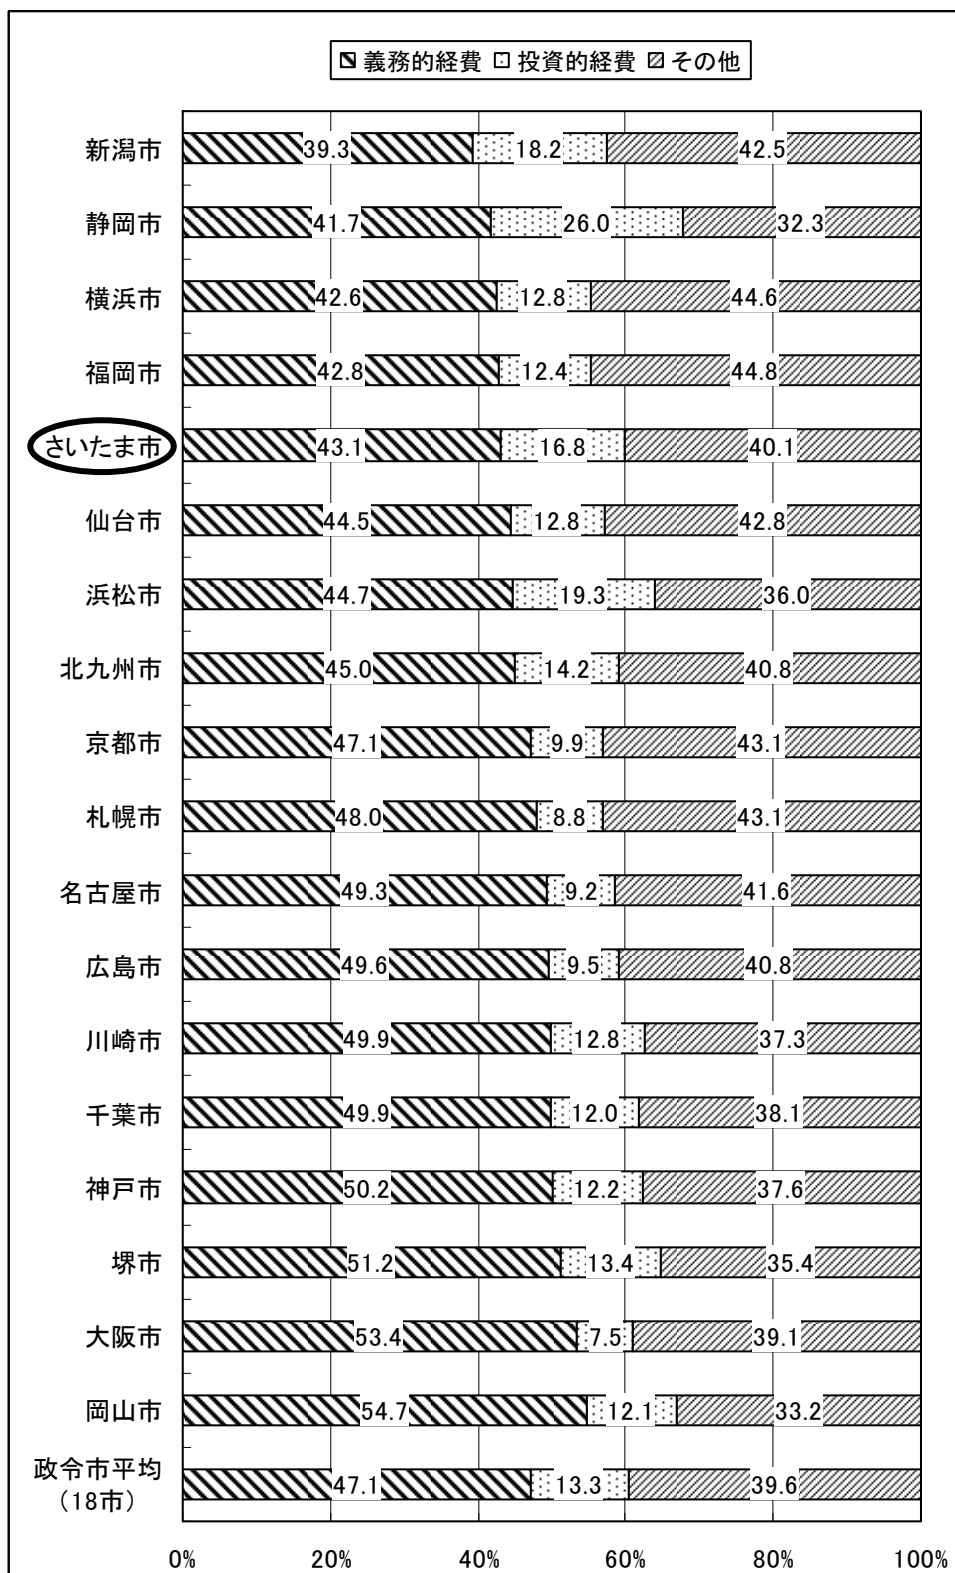 義務的経費 投資的経費 その他
新潟市 39.3 18.2 42.5
静岡市 41.7 26.0 32.3
横浜市 42.6 12.8 44.6
福岡市 42.8 12.4 44.8
さいたま市 43.1 16.8 40.1
仙台市 44.5 12.8 42.8
浜松市 44.7 19.3 36.0
北九州市 45.0 14.2 40.8
京都市 47.1 9.9 43.1
札幌市 48.0 8.8 43.1
名古屋市 49.3 9.2 41.6
広島市 49.6 9.5 40.8
川崎市 49.9 12.8 37.3
千葉市 49.9 12.0 38.1
神戸市 50.2 12.2 37.6
堺市 51.2 13.4 35.4
大阪市 53.4 7.5 39.1
岡山市 54.7 12.1 33.2
政令市平均
（18市） 47.1 13.3 39.6
0% 20% 40% 60% 80% 100%